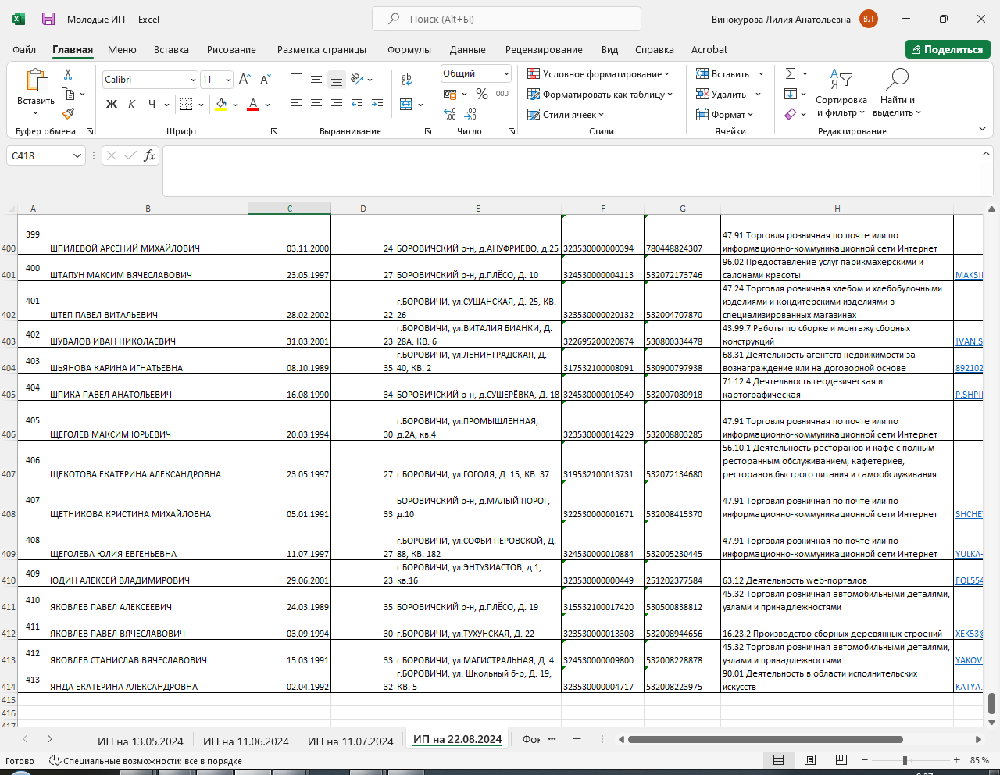 Молодые ИП - Excel
Поиск (Alt+Ы)
Винокурова Лилия Анатольевна
ВЛ
Файл Главная Меню Вставка Рисование Разметка страницы Формулы Данные Рецензирование Вид Справка Acrobat
Поделиться
Вставить
Буфер обмена
Calibri 11
Ж К Ч
Шрифт
Выравнивание
Общий
% 000
Число
Условное форматирование
Форматировать как таблицу
Стили ячеек
Стили
Вставить
Удалить
Формат
Ячейки
Сортировка и фильтр
Найти и выделить
Редактирование
C418
fx
A B C D E F G H
400 399 ШПИЛЕВОЙ АРСЕНИЙ МИХАЙЛОВИЧ 03.11.2000 24 БОРОВИЧСКИЙ р-н, д.АНУФРИЕВО, д.25 323530000000394 780448824307 47.91 Торговля розничная по почте или по информационно-коммуникационной сети Интернет
401 400 ШТАПУН МАКСИМ ВЯЧЕСЛАВОВИЧ 23.05.1997 27 БОРОВИЧСКИЙ р-н, д.ПЛЁСО, Д. 10 324530000004113 532072173746 96.02 Предоставление услуг парикмахерскими и салонами красоты MAKSI
402 401 ШТЕП ПАВЕЛ ВИТАЛЬЕВИЧ 28.02.2002 22 г.БОРОВИЧИ, ул.СУШАНСКАЯ, Д. 25, КВ. 26 323530000020132 532004707870 47.24 Торговля розничная хлебом и хлебобулочными изделиями и кондитерскими изделиями в специализированных магазинах
403 402 ШУВАЛОВ ИВАН НИКОЛАЕВИЧ 31.03.2001 23 г.БОРОВИЧИ, ул.ВИТАЛИЯ БИАНКИ, Д. 28А, КВ. 6 322695200020874 530800334478 43.99.7 Работы по сборке и монтажу сборных конструкций IVAN.S
404 403 ШЬЯНОВА КАРИНА ИГНАТЬЕВНА 08.10.1989 35 г.БОРОВИЧИ, ул.ЛЕНИНГРАДСКАЯ, Д. 40, КВ. 2 317532100008091 530900797938 68.31 Деятельность агентств недвижимости за вознаграждение или на договорной основе 892102
405 404 ШПИКА ПАВЕЛ АНАТОЛЬЕВИЧ 16.08.1990 34 БОРОВИЧСКИЙ р-н, д.СУШЕРЁВКА, Д. 18 324530000010549 532007080918 71.12.4 Деятельность геодезическая и картографическая P.SHPI
406 405 ЩЕГОЛЕВ МАКСИМ ЮРЬЕВИЧ 20.03.1994 30 г.БОРОВИЧИ, ул.ПРОМЫШЛЕННАЯ, д.2А, кв.4 323530000014229 532008803285 47.91 Торговля розничная по почте или по информационно-коммуникационной сети Интернет
407 406 ЩЕКОТОВА ЕКАТЕРИНА АЛЕКСАНДРОВНА 23.05.1997 27 г.БОРОВИЧИ, ул.ГОГОЛЯ, Д. 15, КВ. 37 319532100013731 532072134680 56.10.1 Деятельность ресторанов и кафе с полным ресторанным обслуживанием, кафетериев, ресторанов быстрого питания и самообслуживания
408 407 ЩЕТНИКОВА КРИСТИНА МИХАЙЛОВНА 05.01.1991 33 БОРОВИЧСКИЙ р-н, д.МАЛЫЙ ПОРОГ, д.10 322530000001671 532008415370 47.91 Торговля розничная по почте или по информационно-коммуникационной сети Интернет SHCHE
409 408 ЩЕГОЛЕВА ЮЛИЯ ЕВГЕНЬЕВНА 11.07.1997 27 г.БОРОВИЧИ, ул.СОФЬИ ПЕРОВСКОЙ, Д. 88, КВ. 182 324530000010884 532005230445 47.91 Торговля розничная по почте или по информационно-коммуникационной сети Интернет YULKA-
410 409 ЮДИН АЛЕКСЕЙ ВЛАДИМИРОВИЧ 29.06.2001 23 г.БОРОВИЧИ, ул.ЭНТУЗИАСТОВ, д.1, кв.16 323530000000449 251202377584 63.12 Деятельность web-порталов FOL554
411 410 ЯКОВЛЕВ ПАВЕЛ АЛЕКСЕЕВИЧ 24.03.1989 35 БОРОВИЧСКИЙ р-н, д.ПЛЁСО, Д. 19 315532100017420 530500838812 45.32 Торговля розничная автомобильными деталями, узлами и принадлежностями
412 411 ЯКОВЛЕВ ПАВЕЛ ВЯЧЕСЛАВОВИЧ 03.09.1994 30 г.БОРОВИЧИ, ул.ТУХУНСКАЯ, Д. 22 323530000013308 532008944656 16.23.2 Производство сборных деревянных строений XEK53@
413 412 ЯКОВЛЕВ СТАНИСЛАВ ВЯЧЕСЛАВОВИЧ 15.03.1991 33 г.БОРОВИЧИ, ул.МАГИСТРАЛЬНАЯ, Д. 4 324530000009800 532008228878 45.32 Торговля розничная автомобильными деталями, узлами и принадлежностями YAKOV
414 413 ЯНДА ЕКАТЕРИНА АЛЕКСАНДРОВНА 02.04.1992 32 г.БОРОВИЧИ, ул. Школьный б-р, Д. 19, КВ. 5 323530000004717 532008223975 90.01 Деятельность в области исполнительских искусств KATYA.
415
416
417
ИП на 13.05.2024 ИП на 11.06.2024 ИП на 11.07.2024 ИП на 22.08.2024 Фок ...
Готово Специальные возможности: все в порядке 85 %